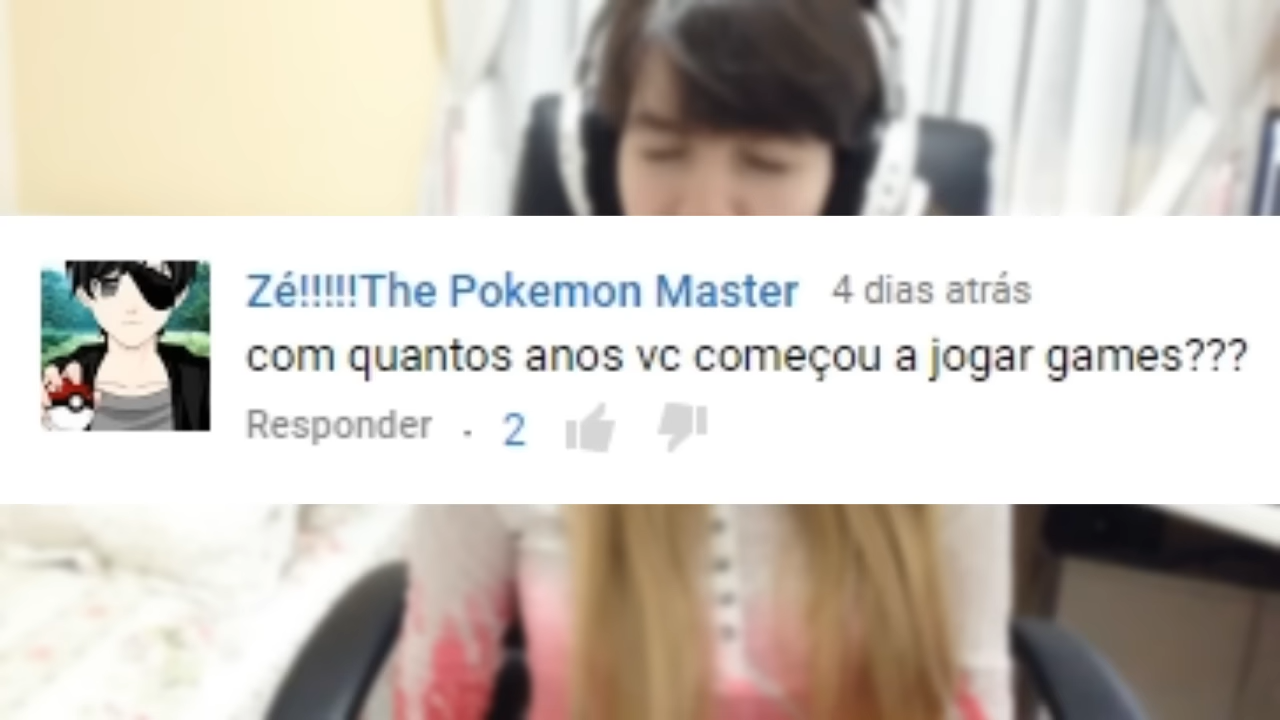 Zé!!!!!The Pokemon Master 4 dias atrás
com quantos anos vc começou a jogar games???
Responder . 2